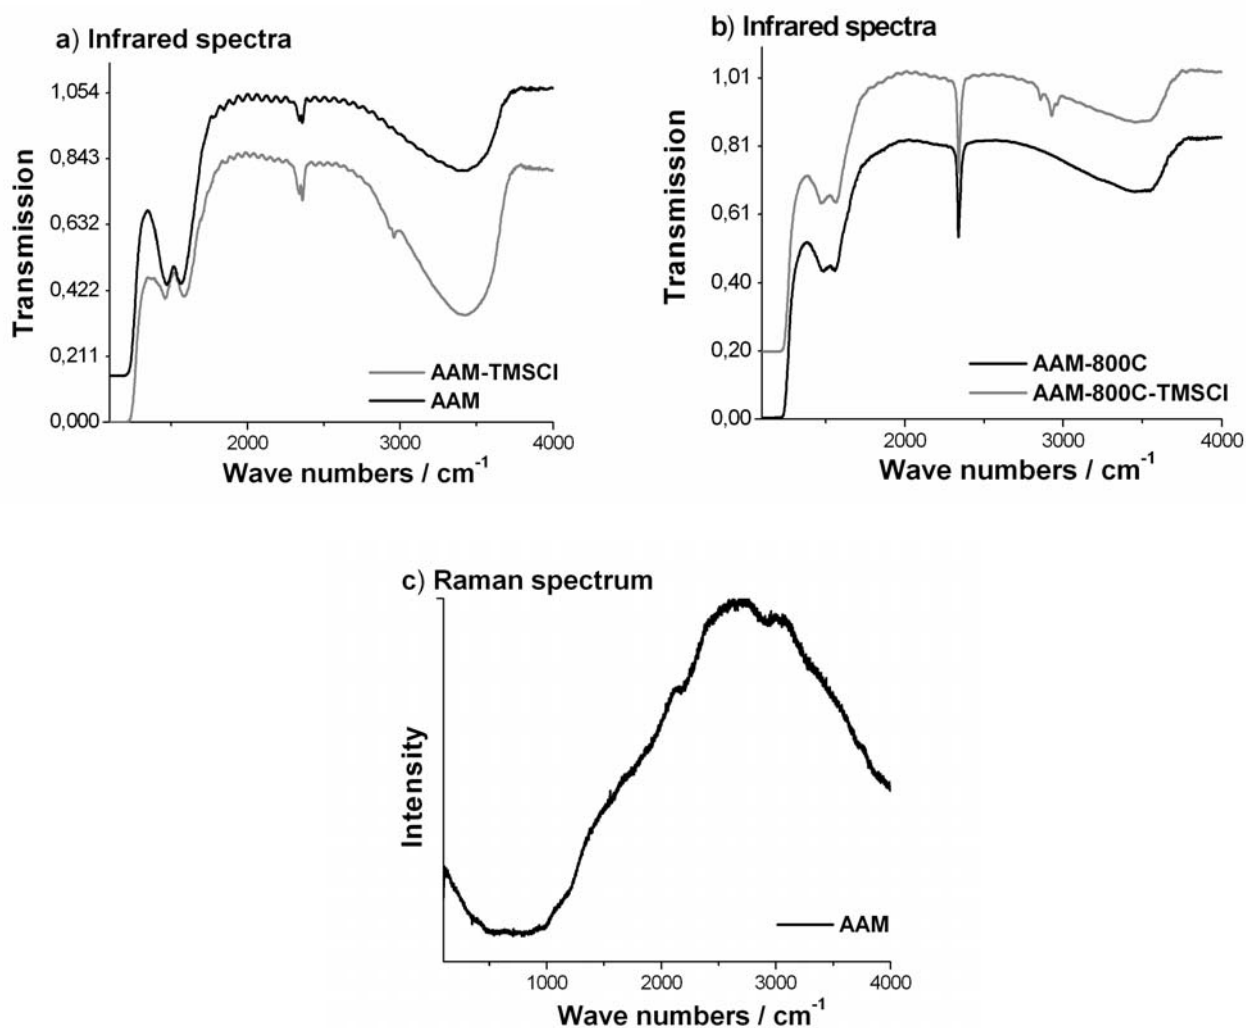 a) Infrared spectra
1,054
0,843
0,632
0,422
0,211
0,000
Transmission
AAM-TMSCl
AAM
2000 3000 4000
Wave numbers / cm⁻¹
b) Infrared spectra
1,01
0,81
0,61
0,40
0,20
0,00
Transmission
AAM-800C
AAM-800C-TMSCl
2000 3000 4000
Wave numbers / cm⁻¹
c) Raman spectrum
Intensity
AAM
1000 2000 3000 4000
Wave numbers / cm⁻¹